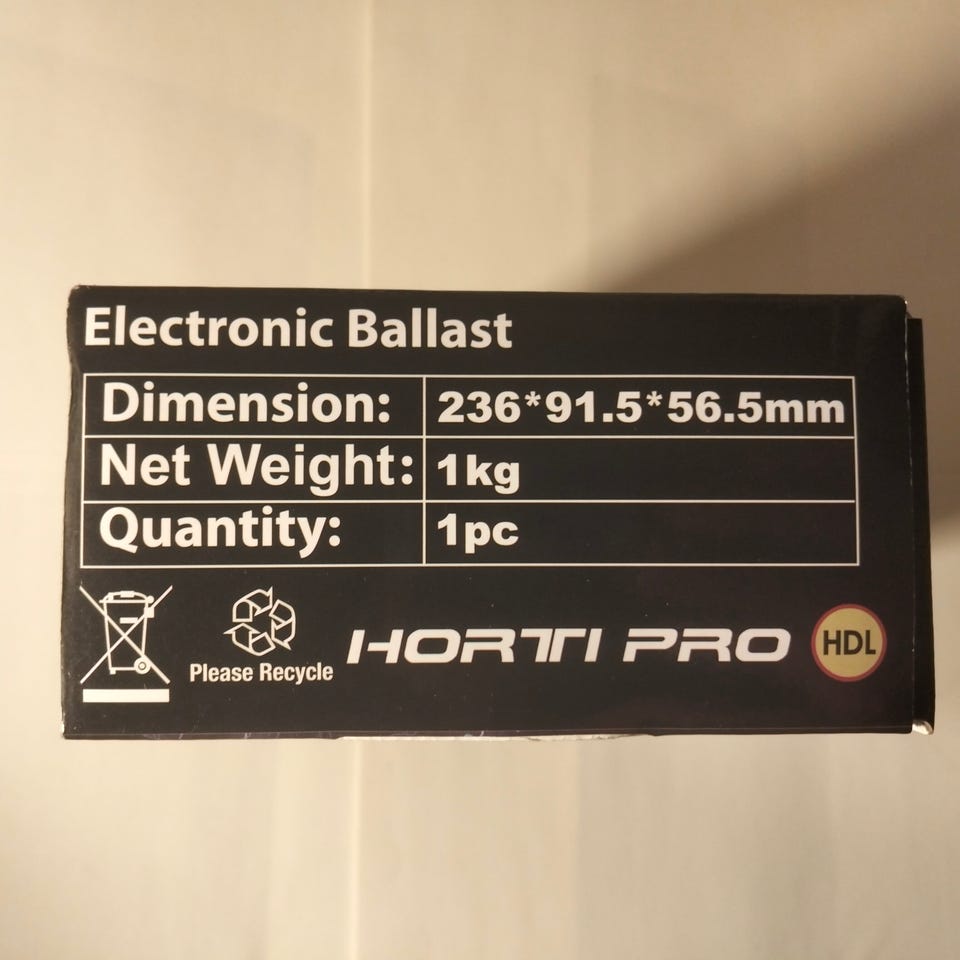 Electronic Ballast
Dimension: 236*91.5*56.5mm
Net Weight: 1kg
Quantity: 1pc
Please Recycle
HORTI PRO
HDL